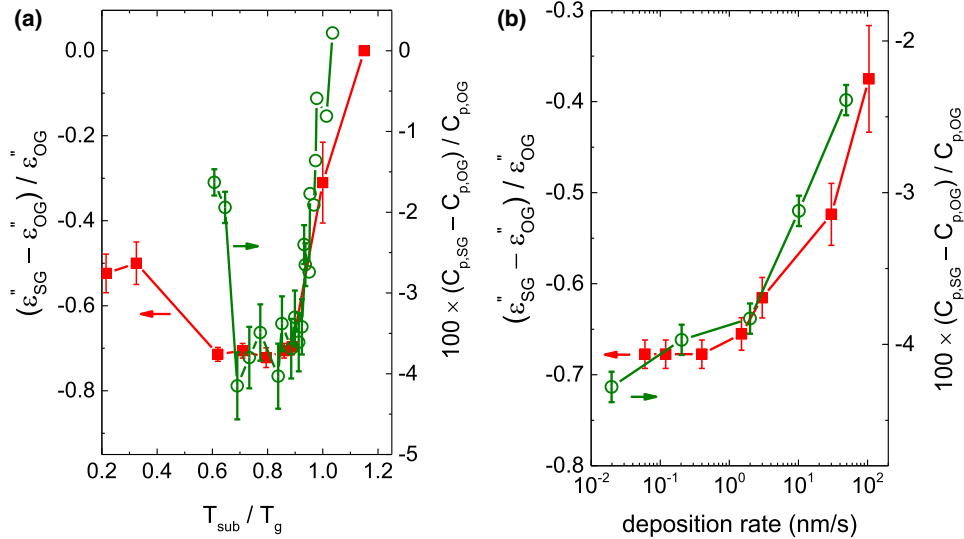 (a)
0.0
-0.2
-0.4
-0.6
-0.8
(ε"SG – ε"OG) / ε"OG
0
-1
-2
-3
-4
-5
100 × (Cp,SG – Cp,OG) / Cp,OG
0.2 0.4 0.6 0.8 1.0 1.2
Tsub / Tg
(b)
-0.3
-0.4
-0.5
-0.6
-0.7
-0.8
(ε"SG – ε"OG) / ε"OG
-2
-3
-4
100 × (Cp,SG – Cp,OG) / Cp,OG
10-2 10-1 100 101 102
deposition rate (nm/s)